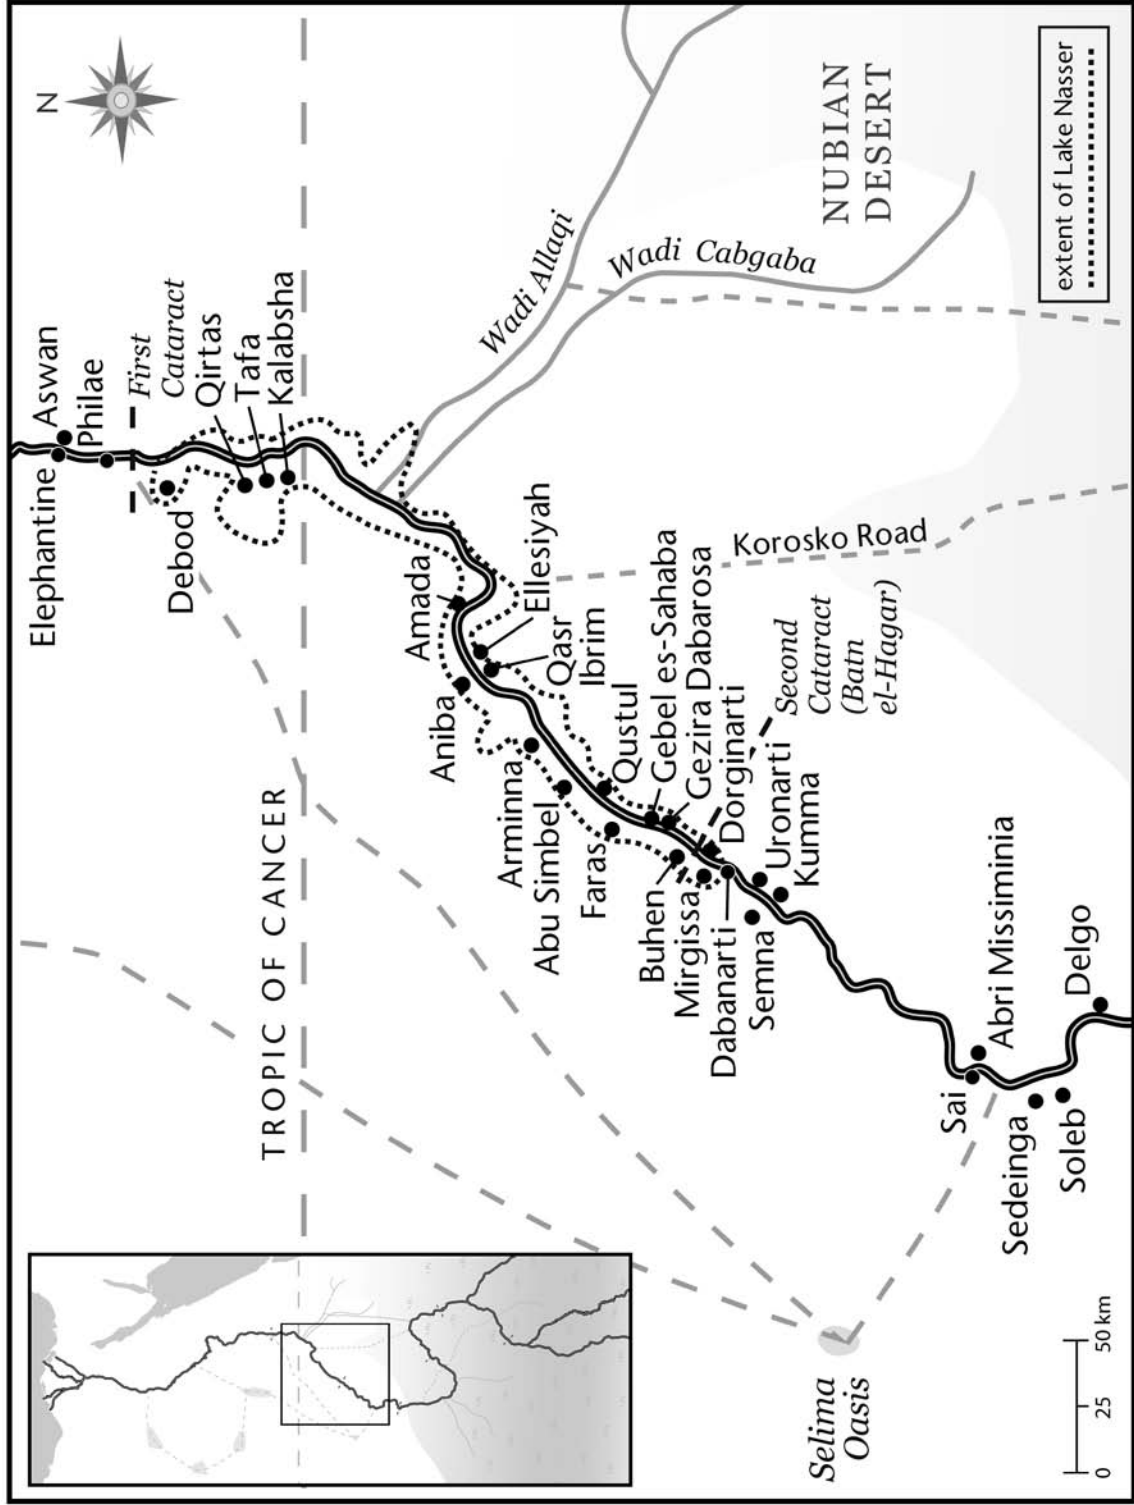 N
Elephantine
Aswan
Philae
First
Cataract
Debod
Qirtas
Tafa
Kalabsha
TROPIC OF CANCER
Wadi Allaqi
Wadi Cabgaba
NUBIAN
DESERT
Korosko Road
Amada
Ellesiyah
Qasr
Ibrim
Aniba
Arminna
Abu Simbel
Qustul
Faras
Gebel es-Sahaba
Gezira Dabarosa
Dorginarti
Second
Cataract
(Batn
el-Hagar)
Buhen
Mirgissa
Dabanarti
Uronarti
Kumma
Semna
Sai
Abri Missiminia
Sedeinga
Soleb
Delgo
Selima
Oasis
extent of Lake Nasser
0
25
50 km